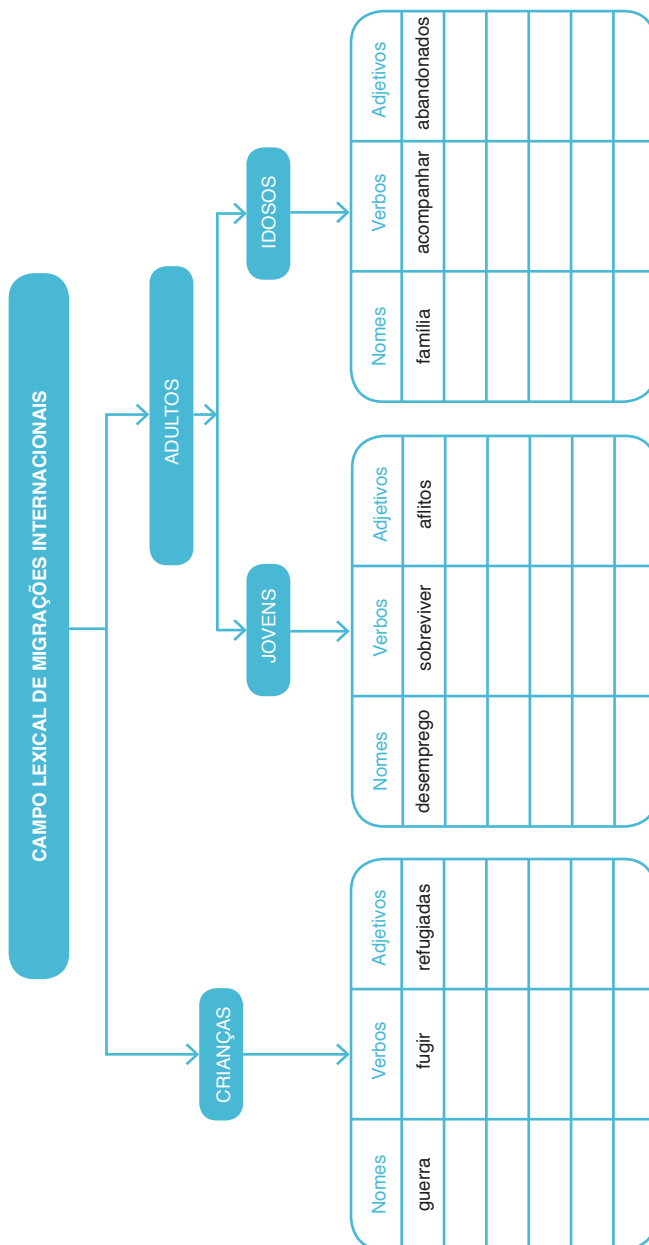 CAMPO LEXICAL DE MIGRAÇÕES INTERNACIONAIS
CRIANÇAS
ADULTOS
JOVENS
IDOSOS
Nomes Verbos Adjetivos
guerra fugir refugiadas
Nomes Verbos Adjetivos
desemprego sobreviver aflitos
Nomes Verbos Adjetivos
família acompanhar abandonados